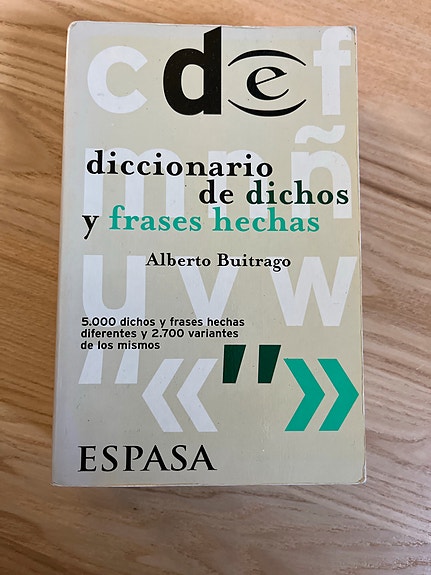 c d e f
diccionario
de dichos
y frases hechas
m n n ñ
Alberto Buitrago
u v w
5.000 dichos y frases hechas
diferentes y 2.700 variantes
de los mismos
"«"»
ESPASA